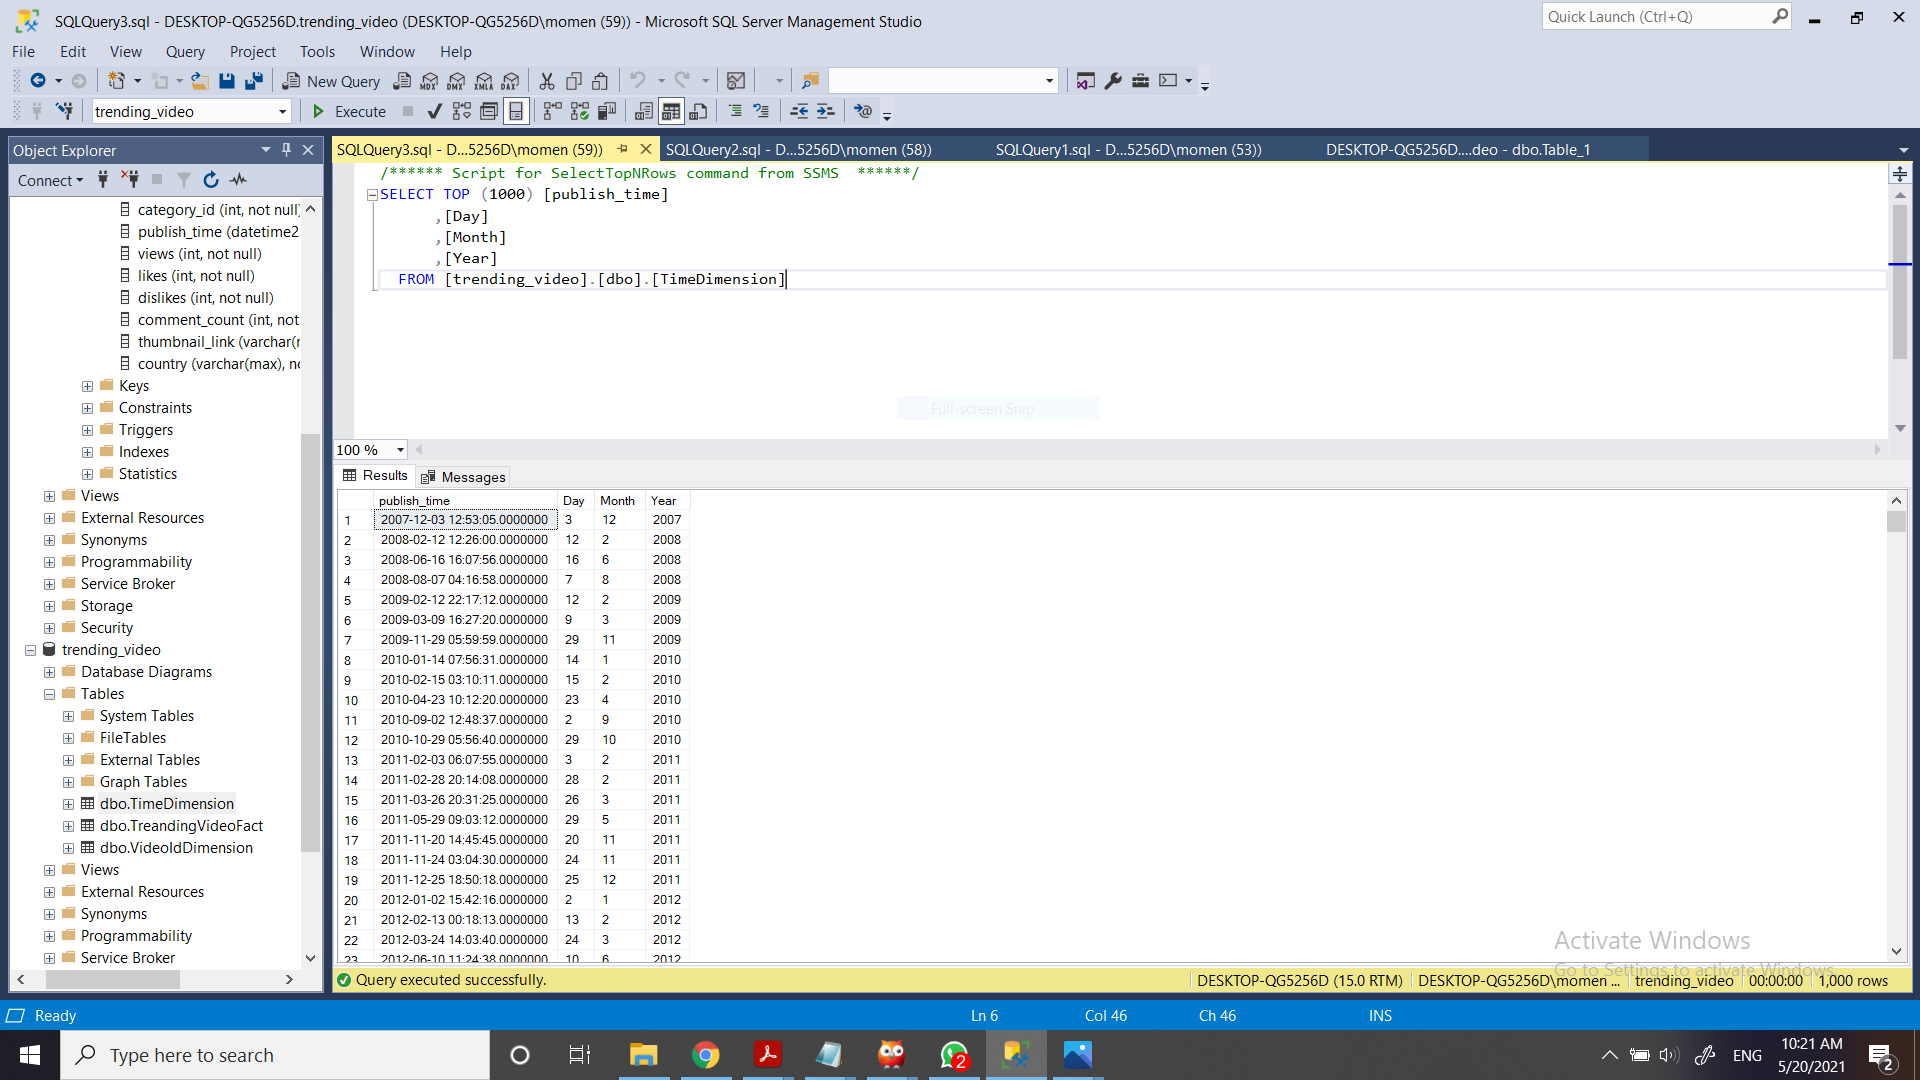 SQLQuery3.sql - DESKTOP-QG5256D.trending_video (DESKTOP-QG5256D\momen (59)) - Microsoft SQL Server Management Studio
Quick Launch (Ctrl+Q)
File Edit View Query Project Tools Window Help
New Query
MDX DMX XMLA DAX
trending_video Execute
Object Explorer
Connect
category_id (int, not null
publish_time (datetime2
views (int, not null)
likes (int, not null)
dislikes (int, not null)
comment_count (int, not
thumbnail_link (varchar(
country (varchar(max), no
Keys
Constraints
Triggers
Indexes
Statistics
Views
External Resources
Synonyms
Programmability
Service Broker
Storage
Security
trending_video
Database Diagrams
Tables
System Tables
FileTables
External Tables
Graph Tables
dbo.TimeDimension
dbo.TreandingVideoFact
dbo.VideoIdDimension
Views
External Resources
Synonyms
Programmability
Service Broker
SQLQuery3.sql - D...5256D\momen (59)) SQLQuery2.sql - D...5256D\momen (58)) SQLQuery1.sql - D...5256D\momen (53)) DESKTOP-QG5256D....deo - dbo.Table_1
/****** Script for SelectTopNRows command from SSMS  ******/
SELECT TOP (1000) [publish_time]
,[Day]
,[Month]
,[Year]
FROM [trending_video].[dbo].[TimeDimension]
Full-screen Snip
100 %
Results Messages
publish_time Day Month Year
1 2007-12-03 12:53:05.0000000 3 12 2007
2 2008-02-12 12:26:00.0000000 12 2 2008
3 2008-06-16 16:07:56.0000000 16 6 2008
4 2008-08-07 04:16:58.0000000 7 8 2008
5 2009-02-12 22:17:12.0000000 12 2 2009
6 2009-03-09 16:27:20.0000000 9 3 2009
7 2009-11-29 05:59:59.0000000 29 11 2009
8 2010-01-14 07:56:31.0000000 14 1 2010
9 2010-02-15 03:10:11.0000000 15 2 2010
10 2010-04-23 10:12:20.0000000 23 4 2010
11 2010-09-02 12:48:37.0000000 2 9 2010
12 2010-10-29 05:56:40.0000000 29 10 2010
13 2011-02-03 06:07:55.0000000 3 2 2011
14 2011-02-28 20:14:08.0000000 28 2 2011
15 2011-03-26 20:31:25.0000000 26 3 2011
16 2011-05-29 09:03:12.0000000 29 5 2011
17 2011-11-20 14:45:45.0000000 20 11 2011
18 2011-11-24 03:04:30.0000000 24 11 2011
19 2011-12-25 18:50:18.0000000 25 12 2011
20 2012-01-02 15:42:16.0000000 2 1 2012
21 2012-02-13 00:18:13.0000000 13 2 2012
22 2012-03-24 14:03:40.0000000 24 3 2012
23 2012-06-10 11:24:38.0000000 10 6 2012
Activate Windows
Go to Settings to activate Windows.
Query executed successfully. DESKTOP-QG5256D (15.0 RTM) DESKTOP-QG5256D\momen ... trending_video 00:00:00 1,000 rows
Ready Ln 6 Col 46 Ch 46 INS
Type here to search 2 ENG 10:21 AM
5/20/2021 2